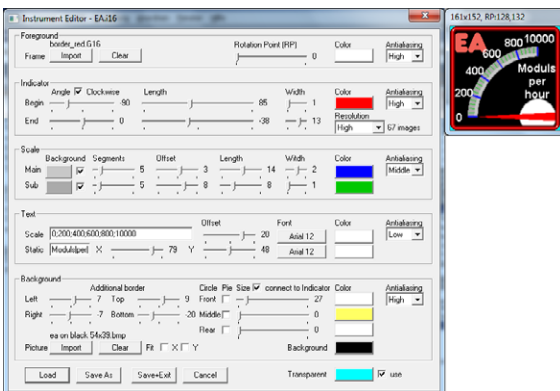 Instrument Editor - EA.i16
Foreground
border_red.G16
Frame Import Clear
Rotation Point (RP) 0
Color
Antialiasing
High
Indicator
Angle Clockwise Length Width Color Antialiasing
Begin -90 85 1 High
End 0 -38 13
Resolution
High 67 images
Scale
Background Segments Offset Length Witdh Color Antialiasing
Main 5 3 14 2 Middle
Sub 5 8 8 1
Text
Offset Font Color Antialiasing
Scale 0;200;400;600;800;10000 20 Arial 12 Low
Static Moduls|per| X 79 Y 48 Arial 12
Background
Additional border Circle Pie Size connect to Indicator Color Antialiasing
Left 7 Top 9 Front 27 High
Right -7 Bottom -20 Middle 0
Rear 0
ea on black 54x39.bmp
Picture Import Clear Fit X Y Background
Load Save As Save+Exit Cancel Transparent use
161x152, RP:128,132
EA
800 10000
600
400
200
0
Moduls
per
hour